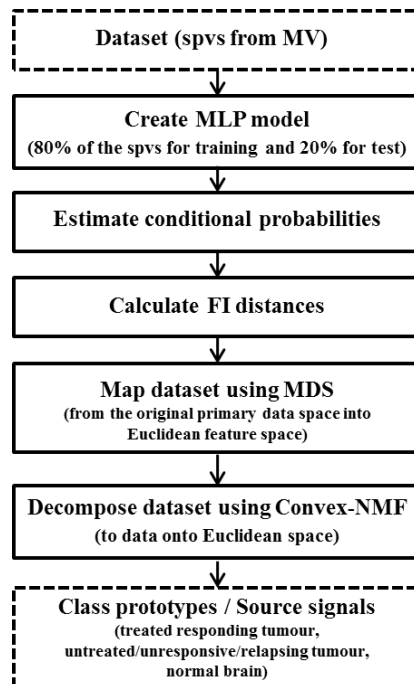 Dataset (spvs from MV)
Create MLP model
(80% of the spvs for training and 20% for test)
Estimate conditional probabilities
Calculate FI distances
Map dataset using MDS
(from the original primary data space into
Euclidean feature space)
Decompose dataset using Convex-NMF
(to data onto Euclidean space)
Class prototypes / Source signals
(treated responding tumour,
untreated/unresponsive/relapsing tumour,
normal brain)